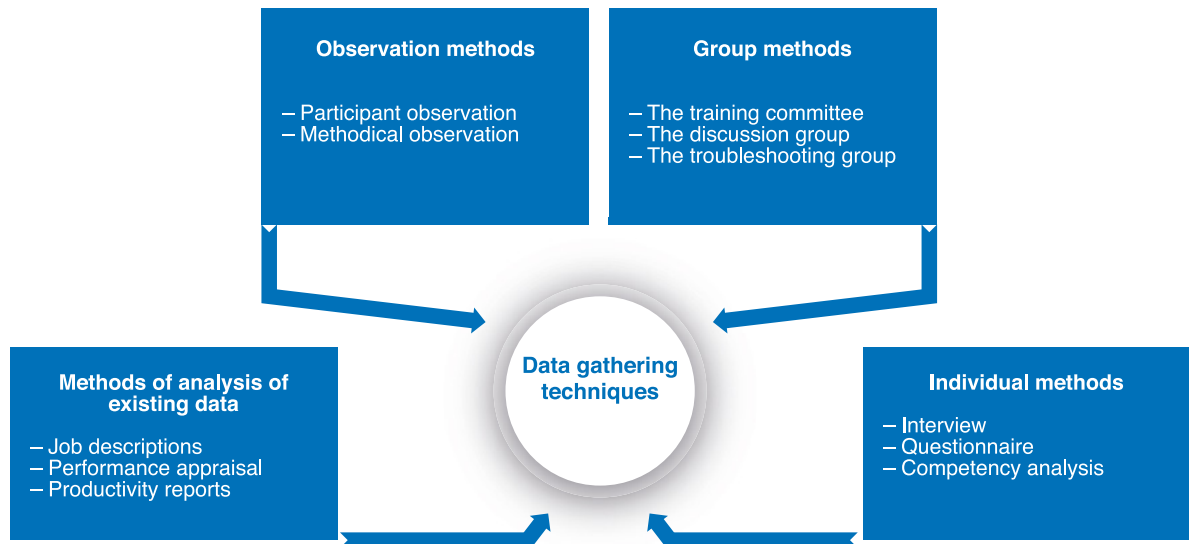 Observation methods
– Participant observation
– Methodical observation
Group methods
– The training committee
– The discussion group
– The troubleshooting group
Data gathering
techniques
Methods of analysis of
existing data
– Job descriptions
– Performance appraisal
– Productivity reports
Individual methods
– Interview
– Questionnaire
– Competency analysis